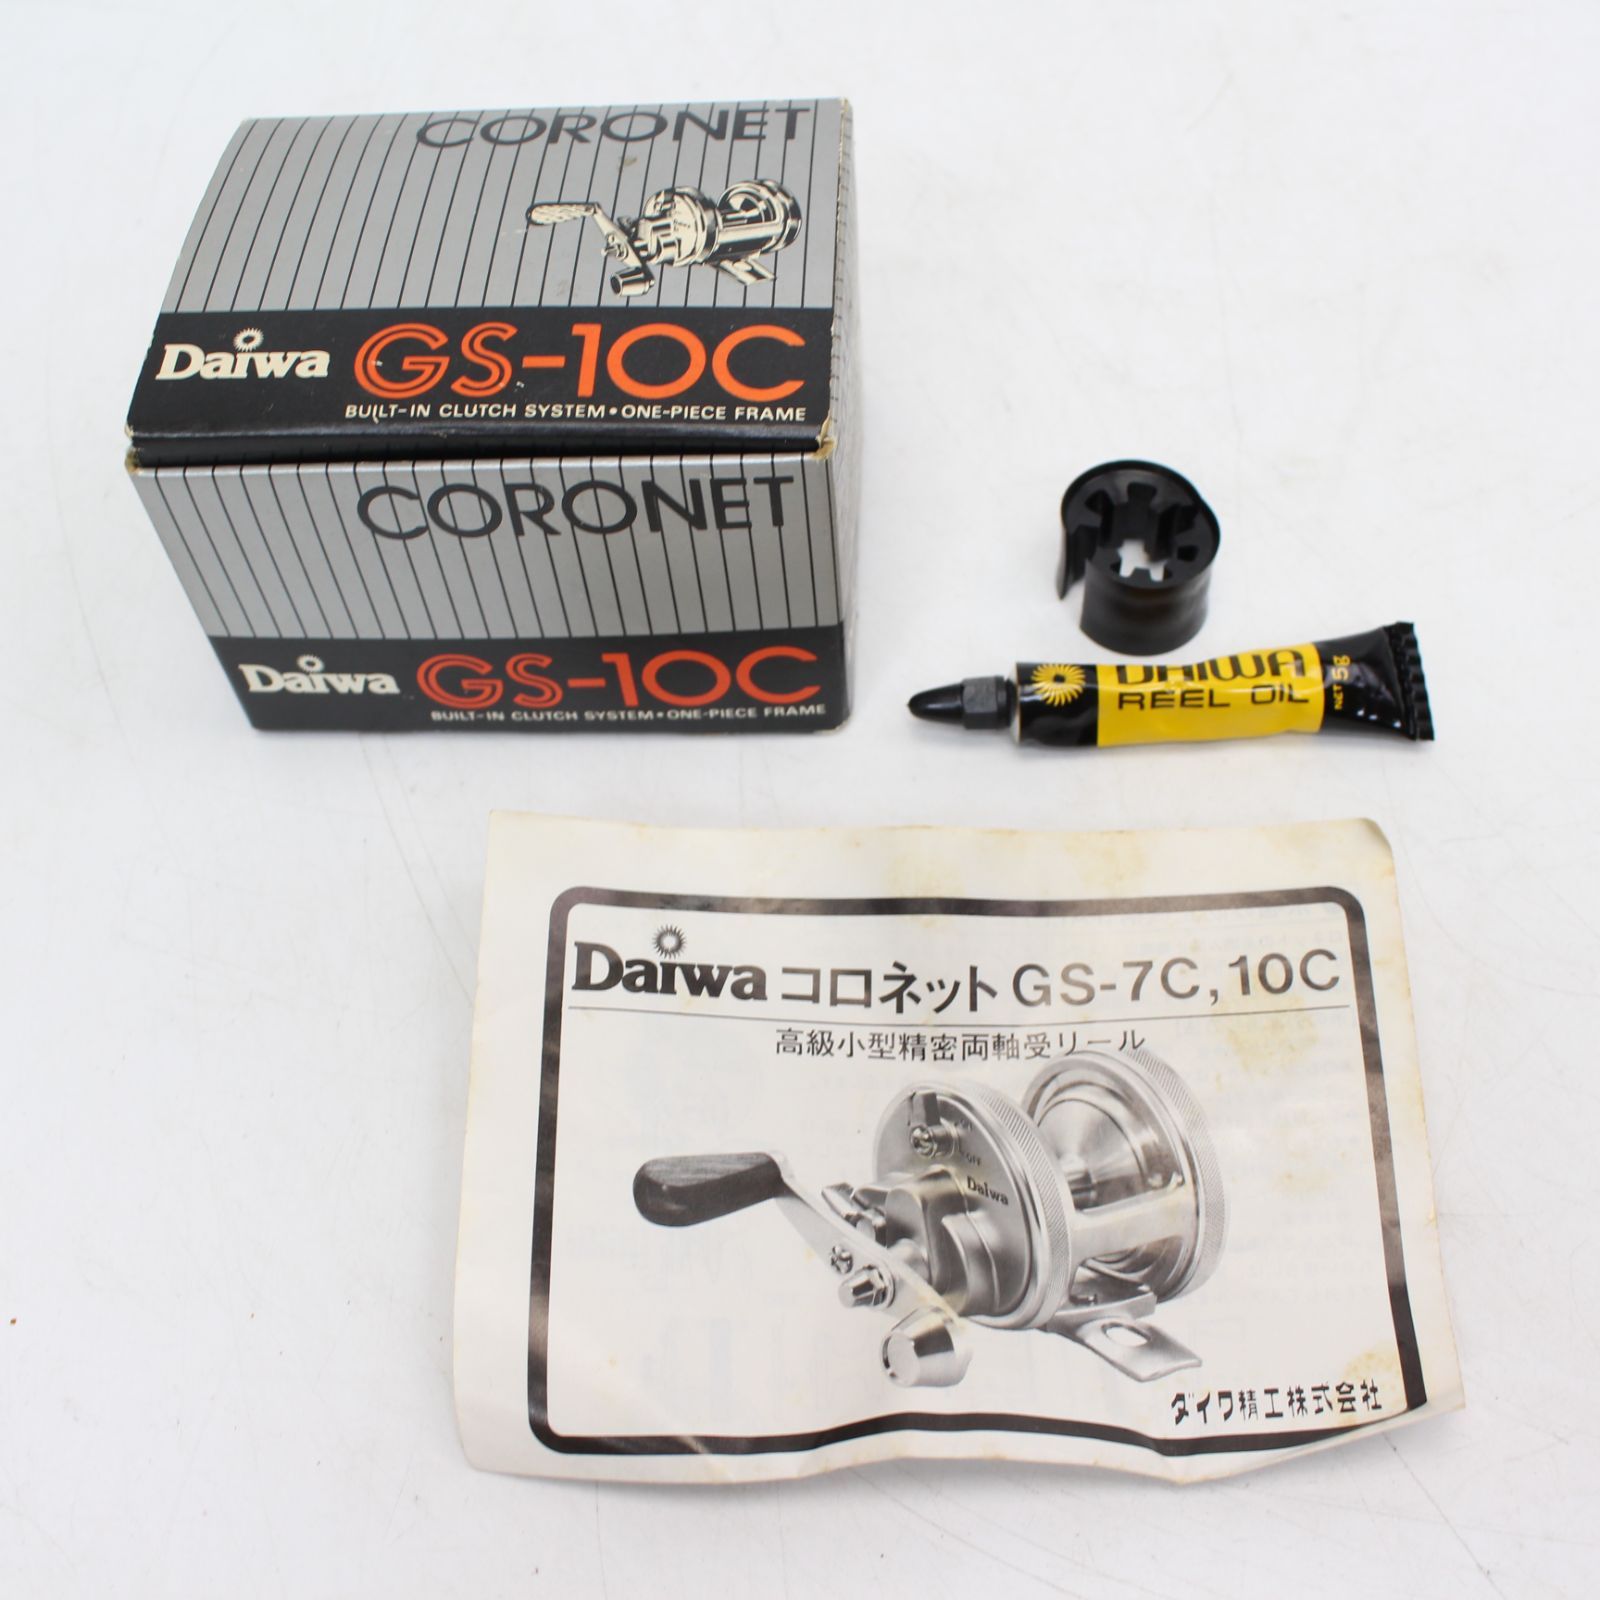 CORONET
Daiwa GS-10C
BUILT-IN CLUTCH SYSTEM•ONE-PIECE FRAME
CORONET
Daiwa GS-10C
BUILT-IN CLUTCH SYSTEM•ONE-PIECE FRAME
DAIWA
REEL OIL
NET 5g
Daiwa コロネット GS-7C, 10C
高級小型精密両軸受リール
OFF
Daiwa
ダイワ精工株式会社